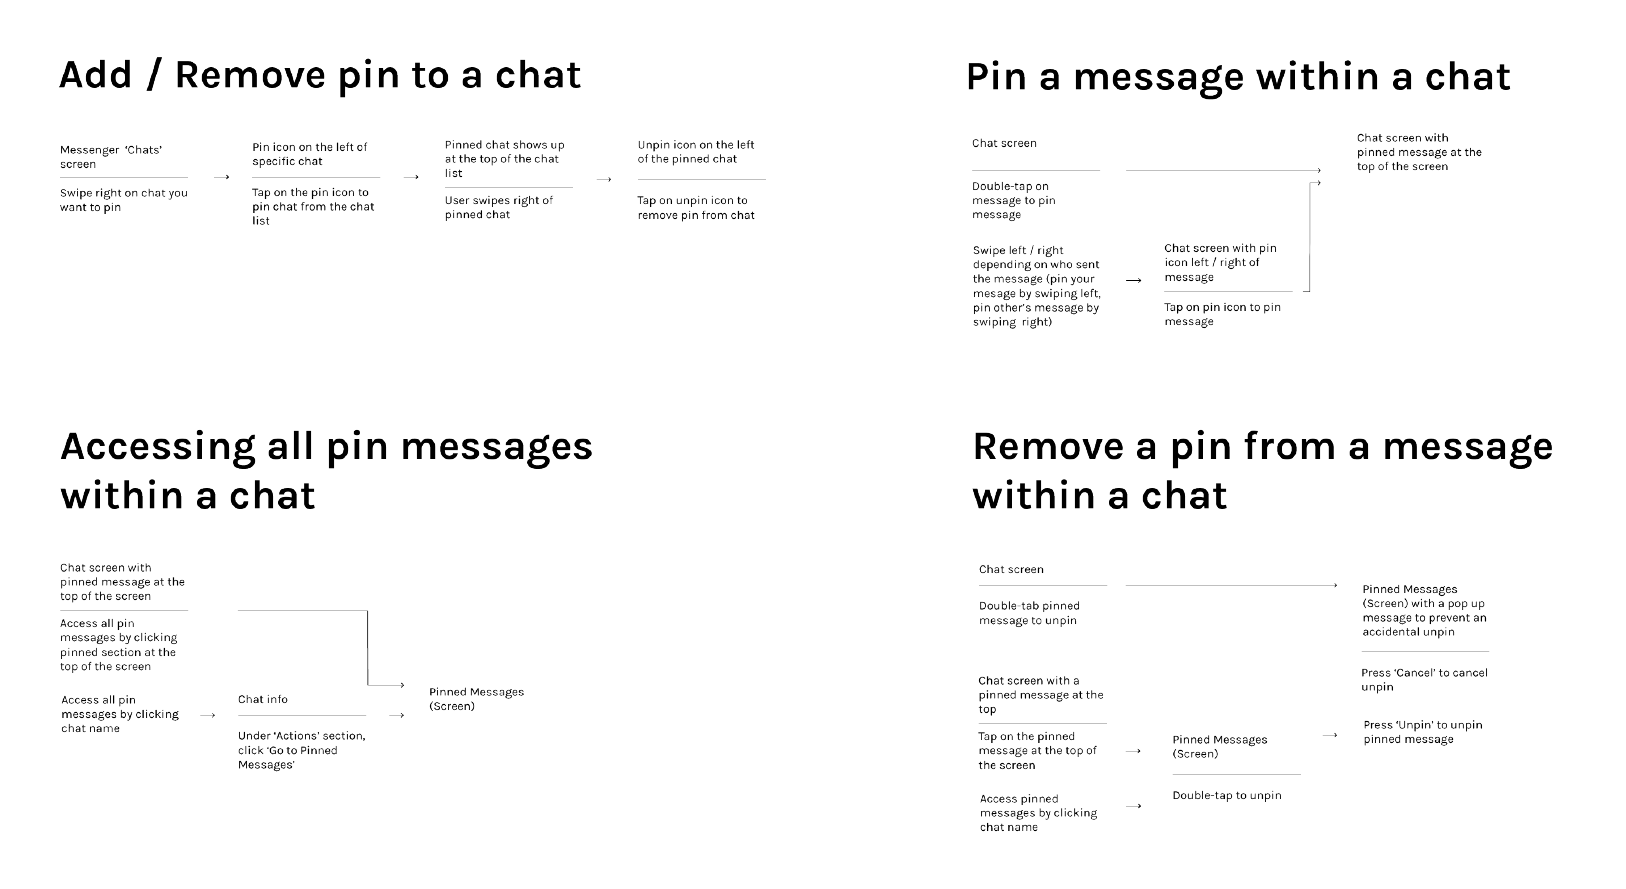 Add / Remove pin to a chat
Messenger ‘Chats’
screen
Swipe right on chat you
want to pin
Pin icon on the left of
specific chat
Tap on the pin icon to
pin chat from the chat
list
Pinned chat shows up
at the top of the chat
list
User swipes right of
pinned chat
Unpin icon on the left
of the pinned chat
Tap on unpin icon to
remove pin from chat
Pin a message within a chat
Chat screen
Double-tap on
message to pin
message
Swipe left / right
depending on who sent
the message (pin your
mesage by swiping left,
pin other's message by
swiping right)
Chat screen with pin
icon left / right of
message
Tap on pin icon to pin
message
Chat screen with
pinned message at the
top of the screen
Accessing all pin messages
within a chat
Chat screen with
pinned message at the
top of the screen
Access all pin
messages by clicking
pinned section at the
top of the screen
Access all pin
messages by clicking
chat name
Chat info
Under ‘Actions’ section,
click ‘Go to Pinned
Messages’
Pinned Messages
(Screen)
Remove a pin from a message
within a chat
Chat screen
Double-tab pinned
message to unpin
Chat screen with a
pinned message at the
top
Tap on the pinned
message at the top of
the screen
Access pinned
messages by clicking
chat name
Pinned Messages
(Screen)
Double-tap to unpin
Pinned Messages
(Screen) with a pop up
message to prevent an
accidental unpin
Press ‘Cancel’ to cancel
unpin
Press ‘Unpin’ to unpin
pinned message